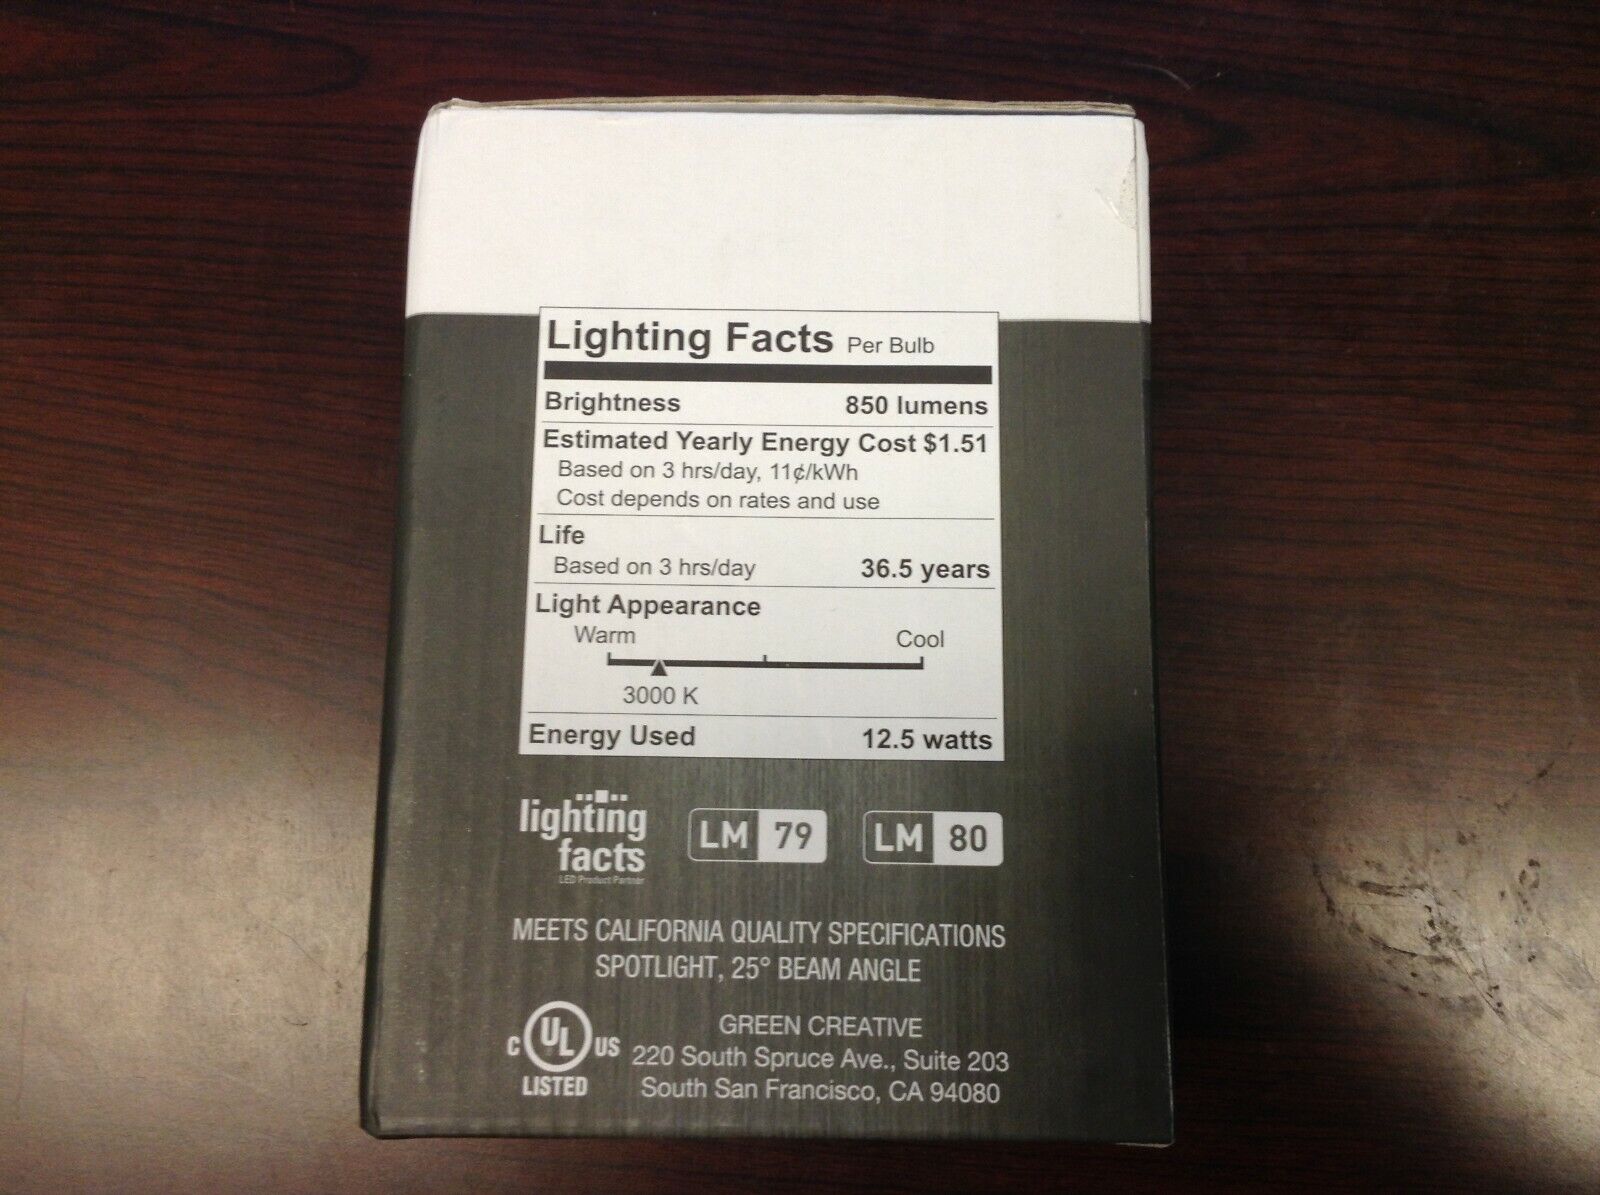 Lighting Facts Per Bulb
Brightness 850 lumens
Estimated Yearly Energy Cost $1.51
Based on 3 hrs/day, 11¢/kWh
Cost depends on rates and use
Life
Based on 3 hrs/day 36.5 years
Light Appearance
Warm Cool
3000 K
Energy Used 12.5 watts
lighting
facts
LED Product Partner
LM 79
LM 80
MEETS CALIFORNIA QUALITY SPECIFICATIONS
SPOTLIGHT, 25° BEAM ANGLE
C UL US
LISTED
GREEN CREATIVE
220 South Spruce Ave., Suite 203
South San Francisco, CA 94080